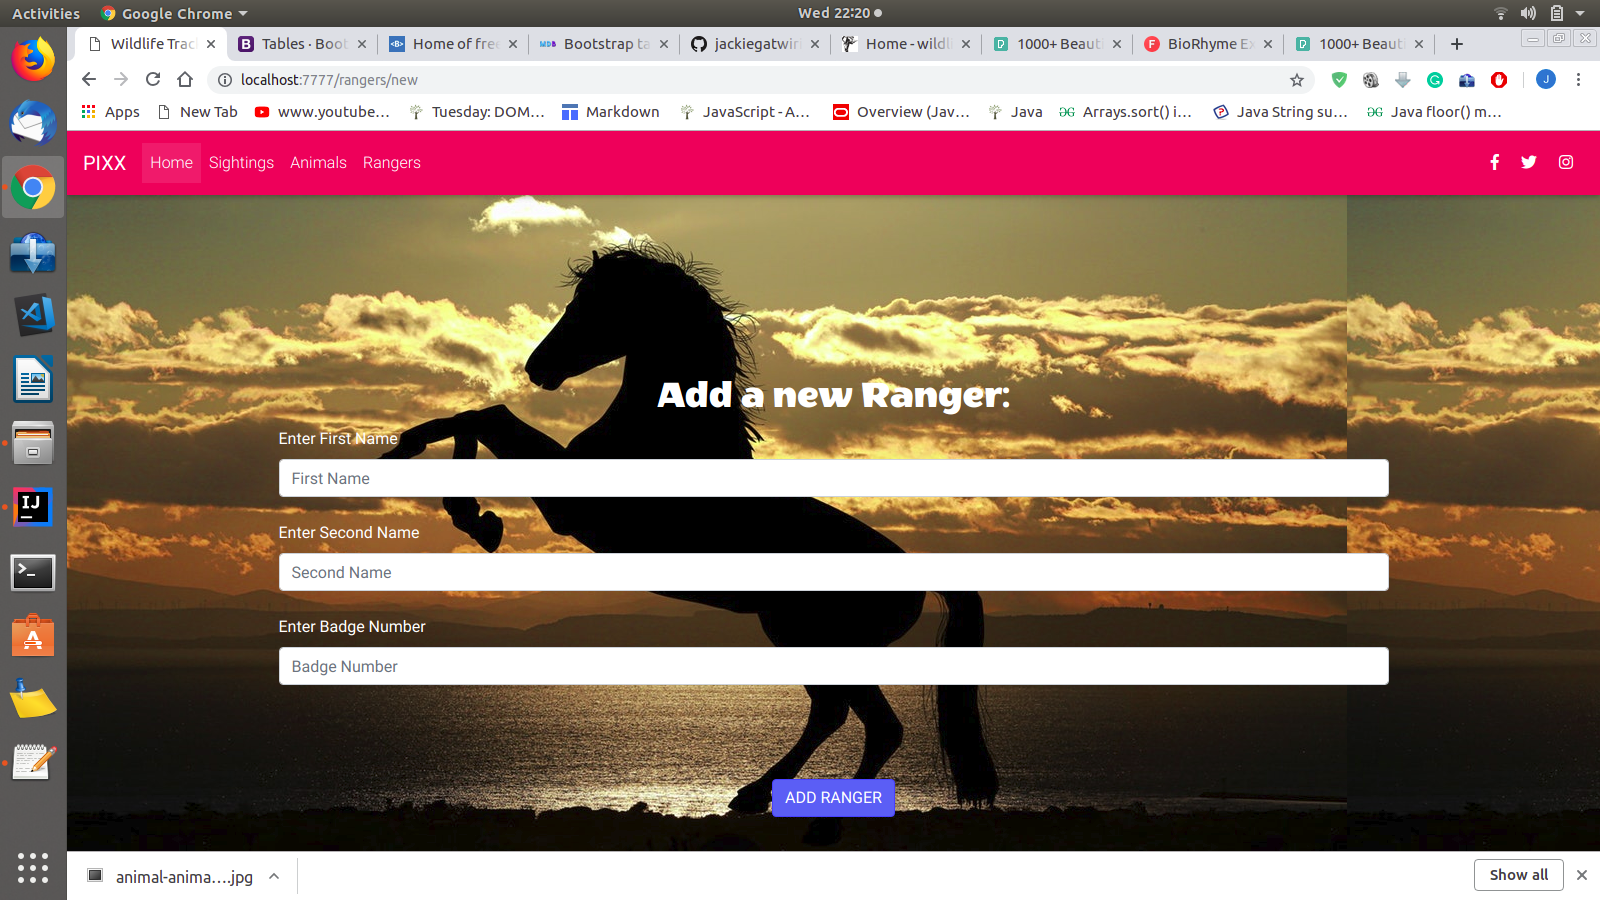 Activities Google Chrome Wed 22:20
Wildlife Trac Tables · Boot Home of free Bootstrap ta jackiegatwiri Home - wildl 1000+ Beauti BioRhyme Ex 1000+ Beauti
localhost:7777/rangers/new J
Apps New Tab www.youtube... Tuesday: DOM... Markdown JavaScript - A... Overview (Jav... Java Arrays.sort() i... Java String su... Java floor() m...
PIXX Home Sightings Animals Rangers
Add a new Ranger:
Enter First Name
First Name
Enter Second Name
Second Name
Enter Badge Number
Badge Number
ADD RANGER
animal-anima....jpg Show all